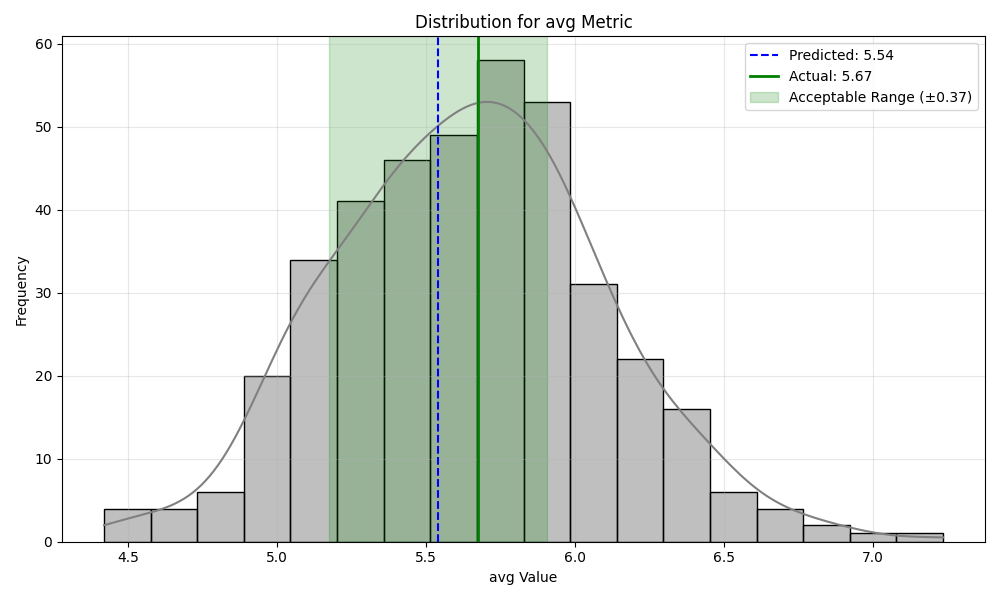 Distribution for avg Metric
Predicted: 5.54
Actual: 5.67
Acceptable Range (±0.37)
Frequency
60
50
40
30
20
10
0
4.5 5.0 5.5 6.0 6.5 7.0
avg Value